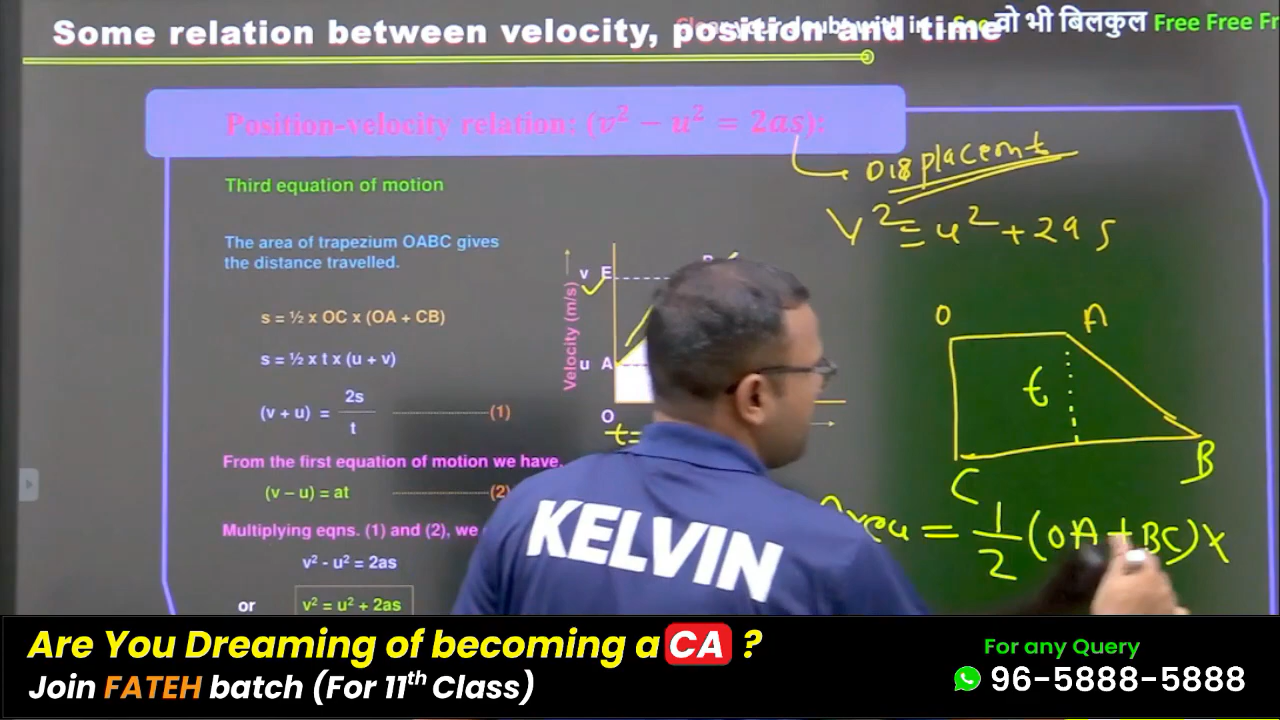 Some relation between velocity, position and time
वो भी बिलकुल Free Free Fr
Position-velocity relation: (v² – u² = 2as):
Displacemnt
V² = u² + 2a s
Third equation of motion
The area of trapezium OABC gives
the distance travelled.
s = ½ x OC x (OA + CB)
s = ½ x t x (u + v)
(v + u) = 2s / t (1)
From the first equation of motion we have,
(v – u) = at (2)
Multiplying eqns. (1) and (2), we
v² - u² = 2as
or v² = u² + 2as
Velocity (m/s)
v E
u A
O
t=
O A
t
C B
Area = 1/2 (OA + BC) x
KELVIN
Are You Dreaming of becoming a CA ?
Join FATEH batch (For 11th Class)
For any Query
96-5888-5888